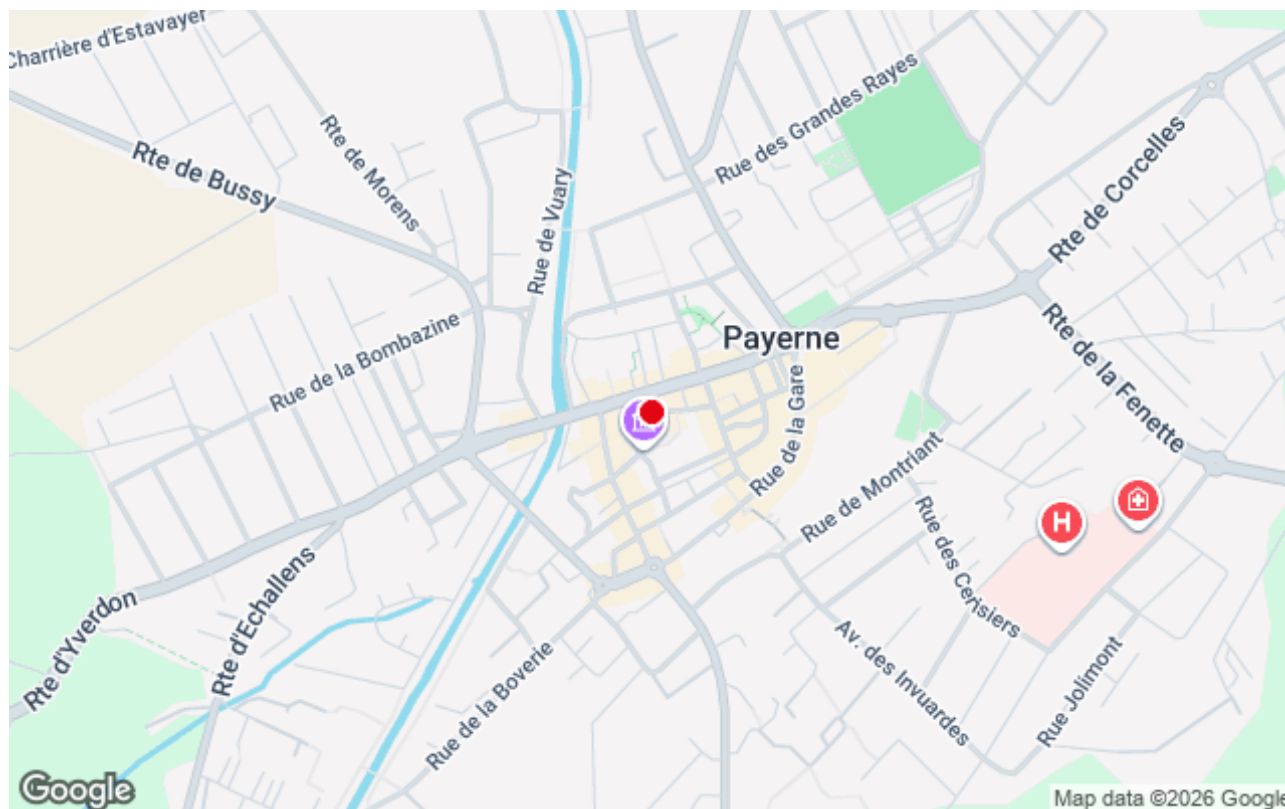 Charrière d'Estavayer
Rte de Bussy
Rte de Morens
Rue de Vuary
Rue des Grandes Rayes
Rte de Corcelles
Rue de la Bombazine
Payerne
Rte de la Fenette
Rue de la Gare
Rue de Montriant
H
Rue des Cerisiers
Rte d'Yverdon
Rte d'Echallens
Rue de la Boverie
Av. des Invuardes
Rue Jolimont
Google
Map data ©2026 Google